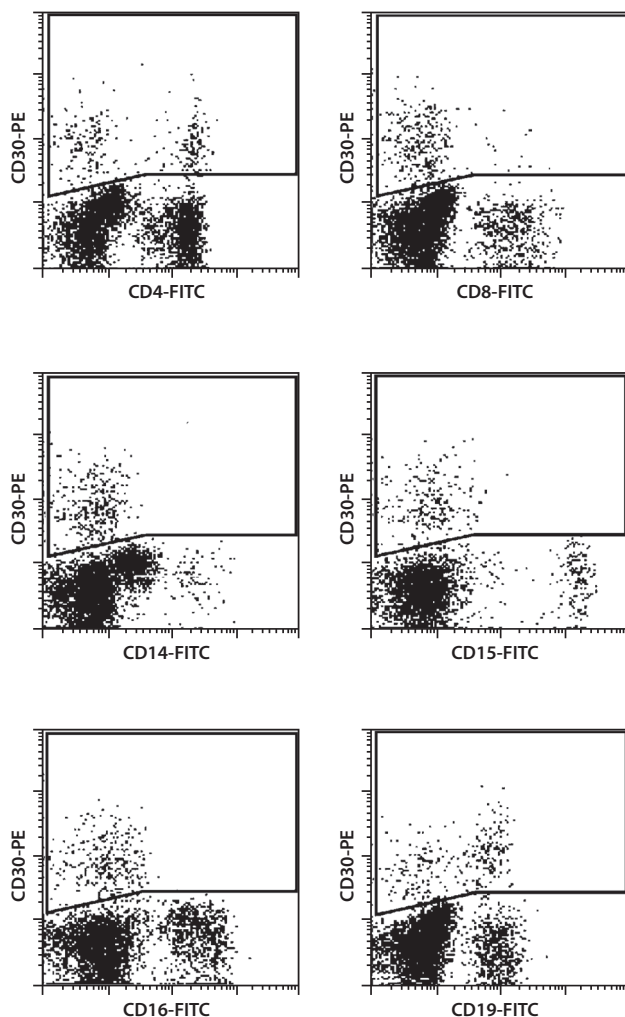 CD30-PE
CD30-PE
CD4-FITC
CD8-FITC
CD30-PE
CD30-PE
CD14-FITC
CD15-FITC
CD30-PE
CD30-PE
CD16-FITC
CD19-FITC